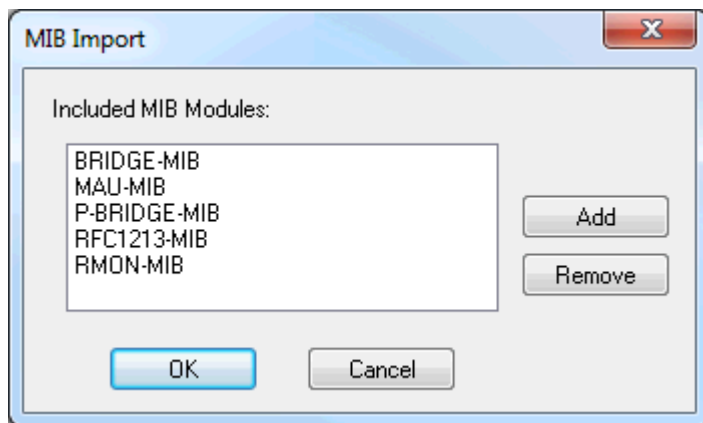 MIB Import
Included MIB Modules:
BRIDGE-MIB
MAU-MIB
P-BRIDGE-MIB
RFC1213-MIB
RMON-MIB
Add
Remove
OK
Cancel